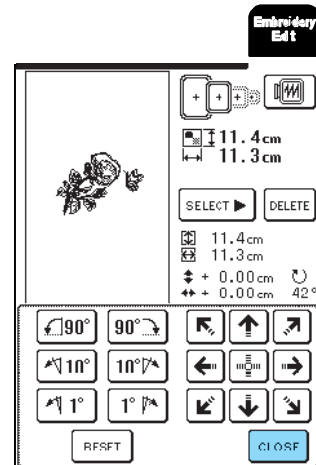 Embroidery
Edit
11.4cm
11.3cm
SELECT ▶ DELETE
11.4cm
11.3cm
+ 0.00cm
+ 0.00cm 42°
90° 90°
10° 10°
1° 1°
RESET CLOSE